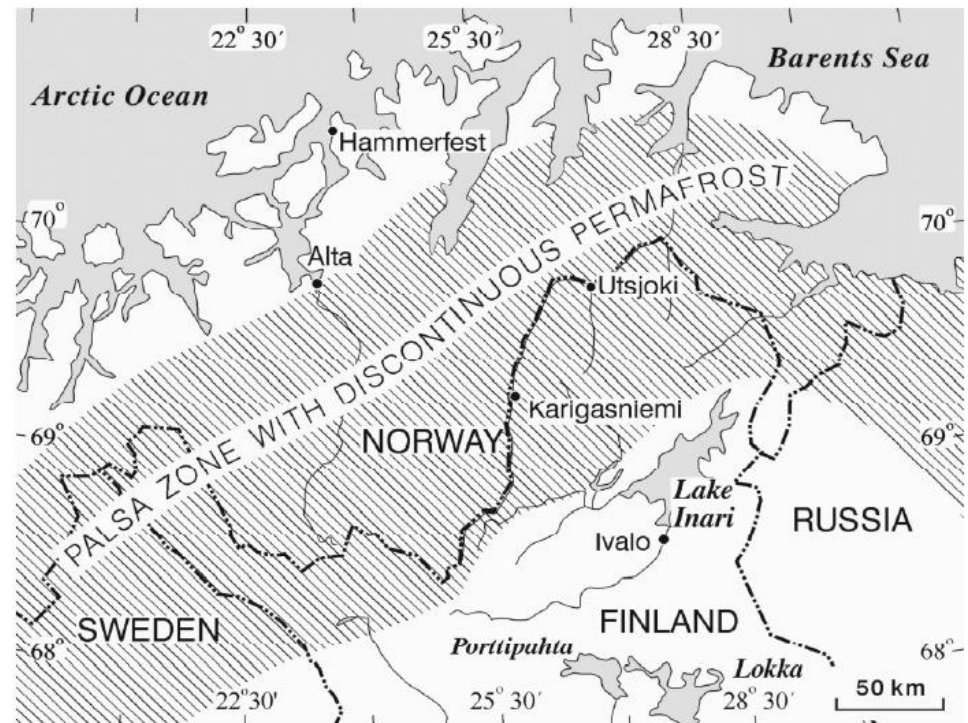 22° 30′
25° 30′
28° 30′
Barents Sea
Arctic Ocean
Hammerfest
70°
70°
PALSA ZONE WITH DISCONTINUOUS PERMAFROST
Alta
Utsjoki
Karigasniemi
69°
69°
NORWAY
Lake
Inari
RUSSIA
Ivalo
SWEDEN
FINLAND
68°
68°
Porttipahta
Lokka
22° 30′
25° 30′
28° 30′
50 km